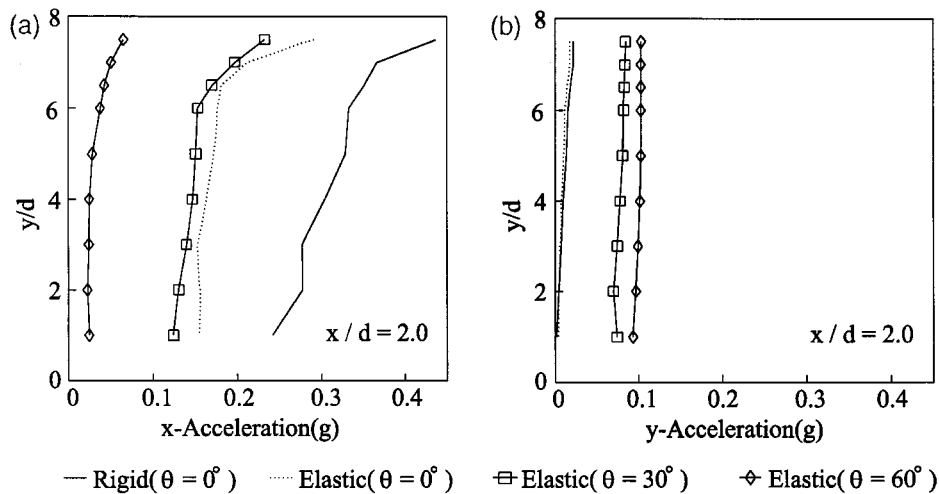 (a)
8
6
4
2
0
y/d
x / d = 2.0
0 0.1 0.2 0.3 0.4
x-Acceleration(g)
(b)
8
6
4
2
0
y/d
x / d = 2.0
0 0.1 0.2 0.3 0.4
y-Acceleration(g)
Rigid( θ = 0° ) Elastic( θ = 0° ) Elastic( θ = 30° ) Elastic( θ = 60° )